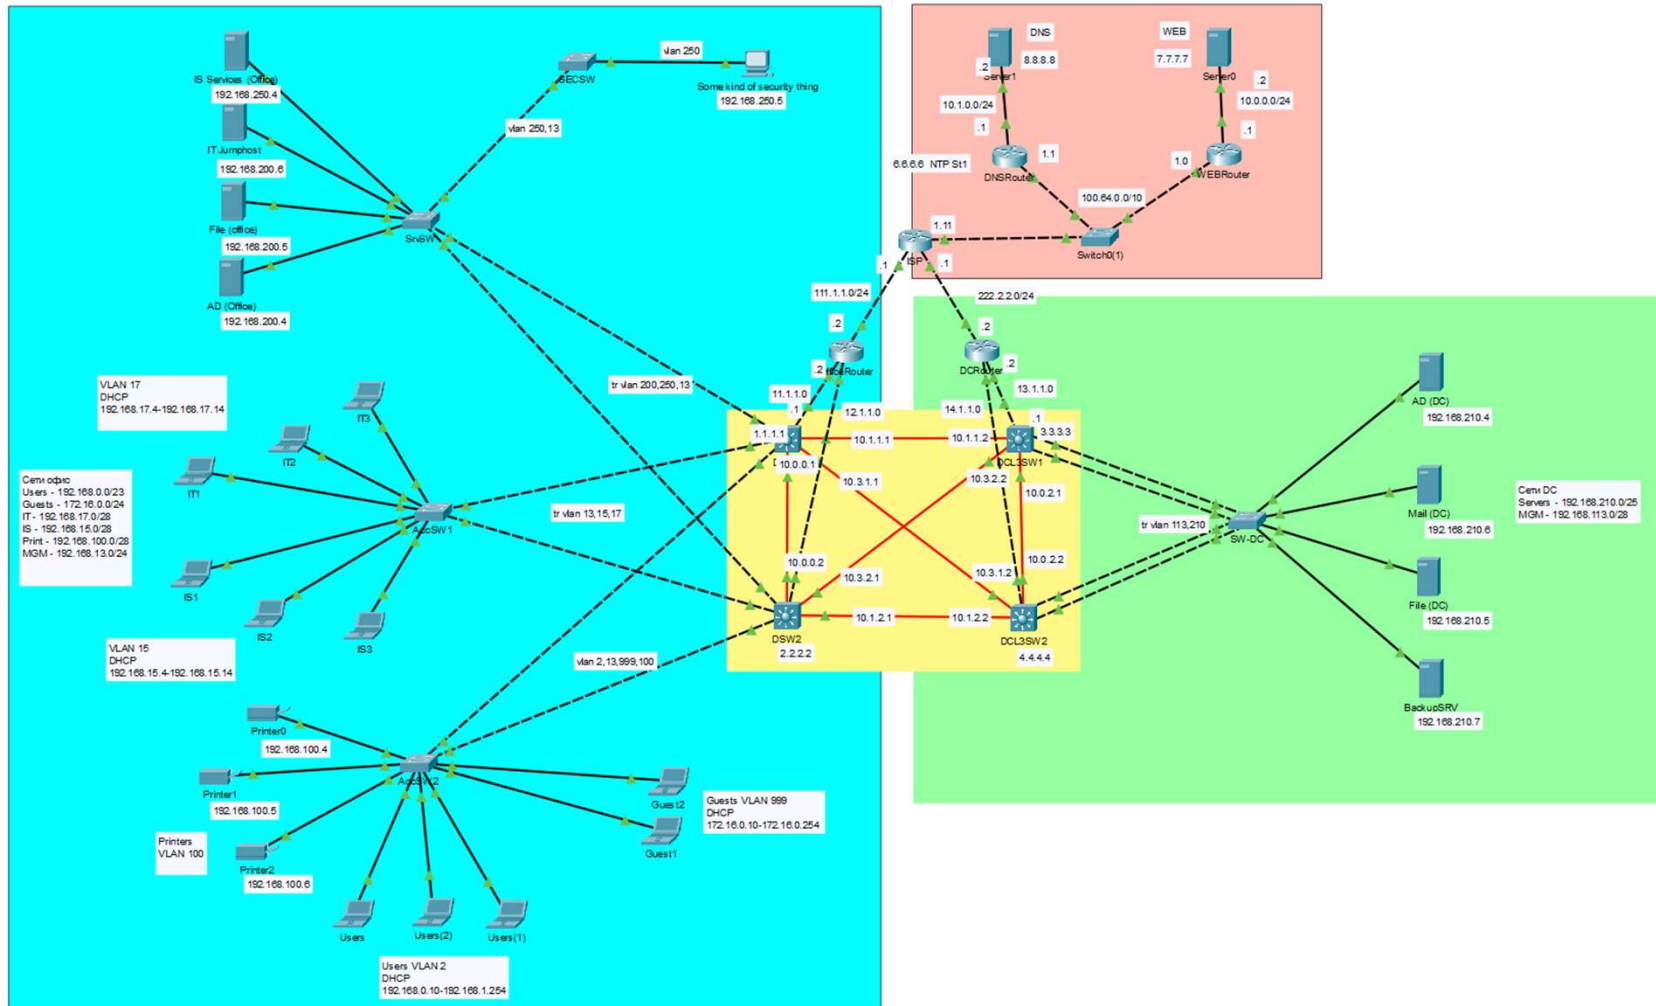 IS Services (Office)
192.168.250.4
IT Jumphost
192.168.200.6
File (office)
192.168.200.5
AD (Office)
192.168.200.4
SECSW
vlan 250
Some kind of security thing
192.168.250.5
vlan 250,13
SrvSW
tr vlan 200,250,13
DNS
8.8.8.8
.2
Server1
10.1.0.0/24
.1
1.1
DNSRouter
WEB
7.7.7.7
Server0
.2
10.0.0.0/24
.1
1.0
WEBRouter
6.6.6.6 NTP St1
100.64.0.0/10
1.11
Switch0(1)
ISP
.1
.1
111.1.1.0/24
222.2.2.0/24
.2
.2
.2
DCRouter
.2
11.1.1.0
12.1.1.0
14.1.1.0
13.1.1.0
.1
.1
1.1.1.1
3.3.3.3
DCL3SW1
10.1.1.1
10.1.1.2
10.0.0.1
10.3.1.1
10.3.2.2
10.0.2.1
10.0.0.2
10.3.2.1
10.3.1.2
10.0.2.2
10.1.2.1
10.1.2.2
DSW2
2.2.2.2
DCL3SW2
4.4.4.4
VLAN 17
DHCP
192.168.17.4-192.168.17.14
IT3
IT2
IT1
AccSW1
tr vlan 13,15,17
Сети офис
Users - 192.168.0.0/23
Guests - 172.16.0.0/24
IT - 192.168.17.0/28
IS - 192.168.15.0/28
Print - 192.168.100.0/28
MGM - 192.168.13.0/24
IS1
IS2
IS3
VLAN 15
DHCP
192.168.15.4-192.168.15.14
vlan 2,13,999,100
Printer0
192.168.100.4
Printer1
192.168.100.5
AccSW2
Printers
VLAN 100
Printer2
192.168.100.6
Guest2
Guest1
Guests VLAN 999
DHCP
172.16.0.10-172.16.0.254
Users
Users(2)
Users(1)
Users VLAN 2
DHCP
192.168.0.10-192.168.1.254
tr vlan 113,210
SW-DC
AD (DC)
192.168.210.4
Mail (DC)
192.168.210.6
File (DC)
192.168.210.5
BackupSRV
192.168.210.7
Сети DC
Servers - 192.168.210.0/25
MGM - 192.168.113.0/28